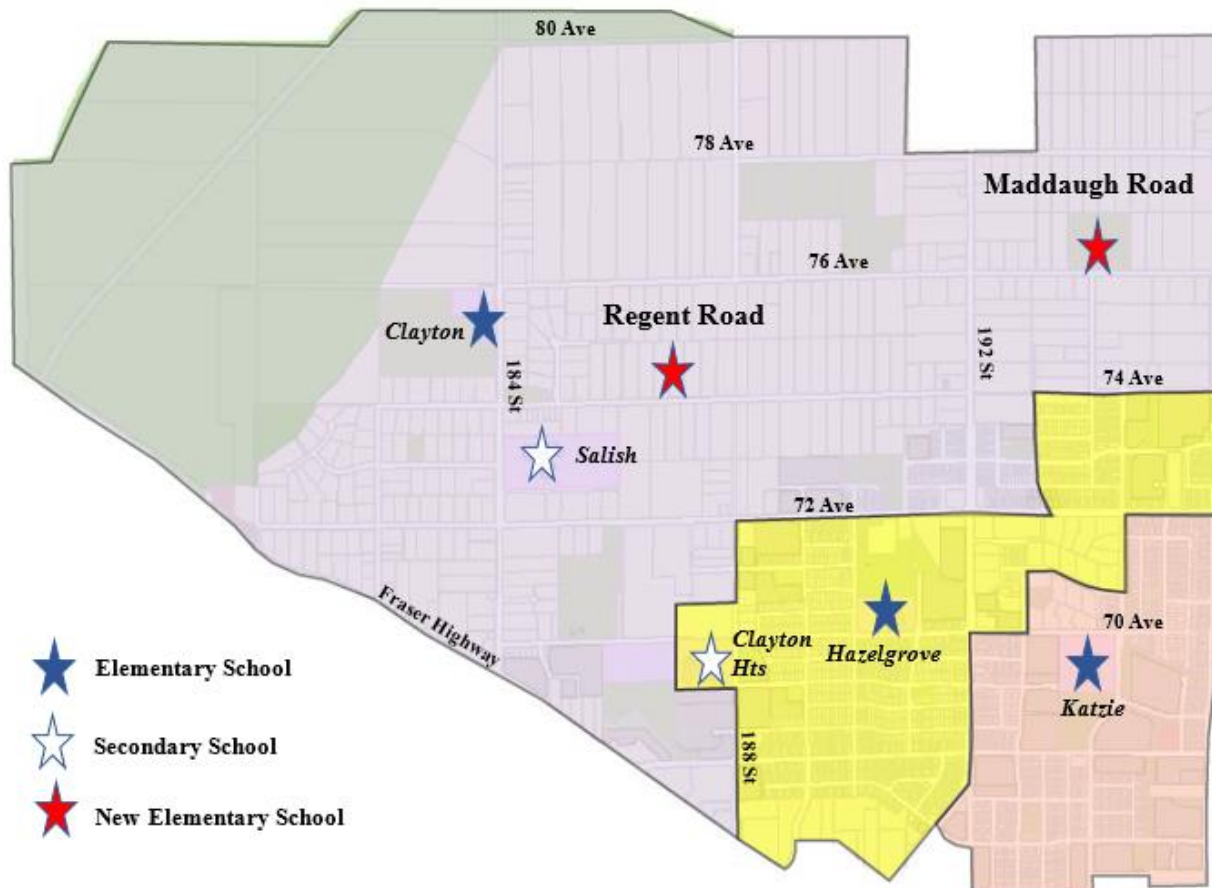 80 Ave
78 Ave
Maddaugh Road
76 Ave
Regent Road
Clayton
184 St
192 St
74 Ave
Salish
72 Ave
Fraser Highway
Clayton
Hts
Hazelgrove
70 Ave
Katzie
188 St
Elementary School
Secondary School
New Elementary School